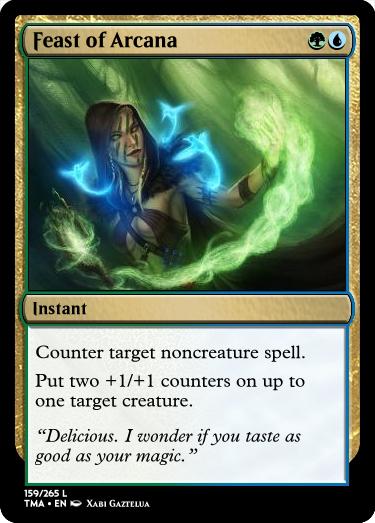 Feast of Arcana
Instant
Counter target noncreature spell.
Put two +1/+1 counters on up to
one target creature.
“Delicious. I wonder if you taste as
good as your magic.”
159/265 L
TMA • EN Xabi Gaztelua